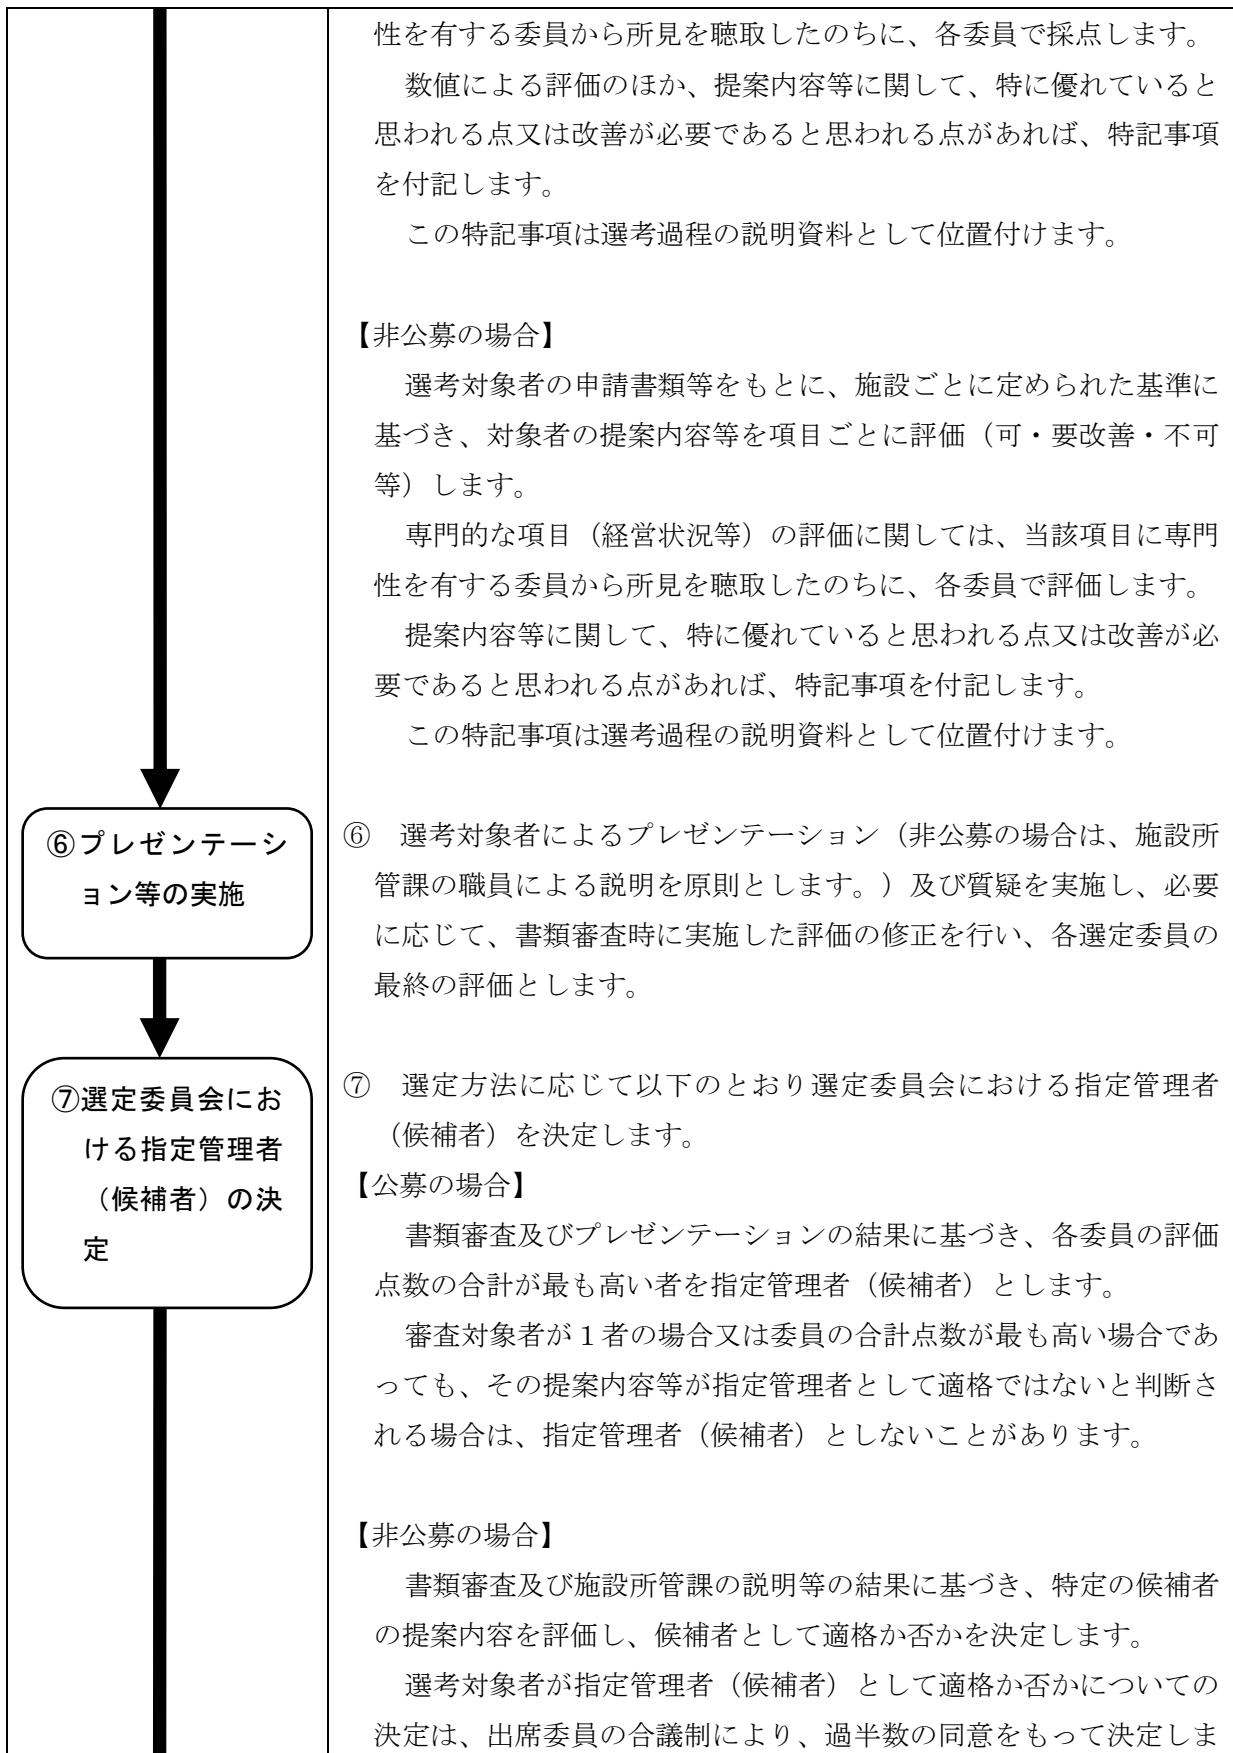 性を有する委員から所見を聴取したのちに、各委員で採点します。
数値による評価のほか、提案内容等に関して、特に優れていると
思われる点又は改善が必要であると思われる点があれば、特記事項
を付記します。
この特記事項は選考過程の説明資料として位置付けます。
【非公募の場合】
選考対象者の申請書類等をもとに、施設ごとに定められた基準に
基づき、対象者の提案内容等を項目ごとに評価（可・要改善・不可
等）します。
専門的な項目（経営状況等）の評価に関しては、当該項目に専門
性を有する委員から所見を聴取したのちに、各委員で評価します。
提案内容等に関して、特に優れていると思われる点又は改善が必
要であると思われる点があれば、特記事項を付記します。
この特記事項は選考過程の説明資料として位置付けます。
⑥プレゼンテーシ
ョン等の実施
⑥　選考対象者によるプレゼンテーション（非公募の場合は、施設所
管課の職員による説明を原則とします。）及び質疑を実施し、必要
に応じて、書類審査時に実施した評価の修正を行い、各選定委員の
最終の評価とします。
⑦選定委員会にお
ける指定管理者
（候補者）の決
定
⑦　選定方法に応じて以下のとおり選定委員会における指定管理者
（候補者）を決定します。
【公募の場合】
書類審査及びプレゼンテーションの結果に基づき、各委員の評価
点数の合計が最も高い者を指定管理者（候補者）とします。
審査対象者が１者の場合又は委員の合計点数が最も高い場合であ
っても、その提案内容等が指定管理者として適格ではないと判断さ
れる場合は、指定管理者（候補者）としないことがあります。
【非公募の場合】
書類審査及び施設所管課の説明等の結果に基づき、特定の候補者
の提案内容を評価し、候補者として適格か否かを決定します。
選考対象者が指定管理者（候補者）として適格か否かについての
決定は、出席委員の合議制により、過半数の同意をもって決定しま